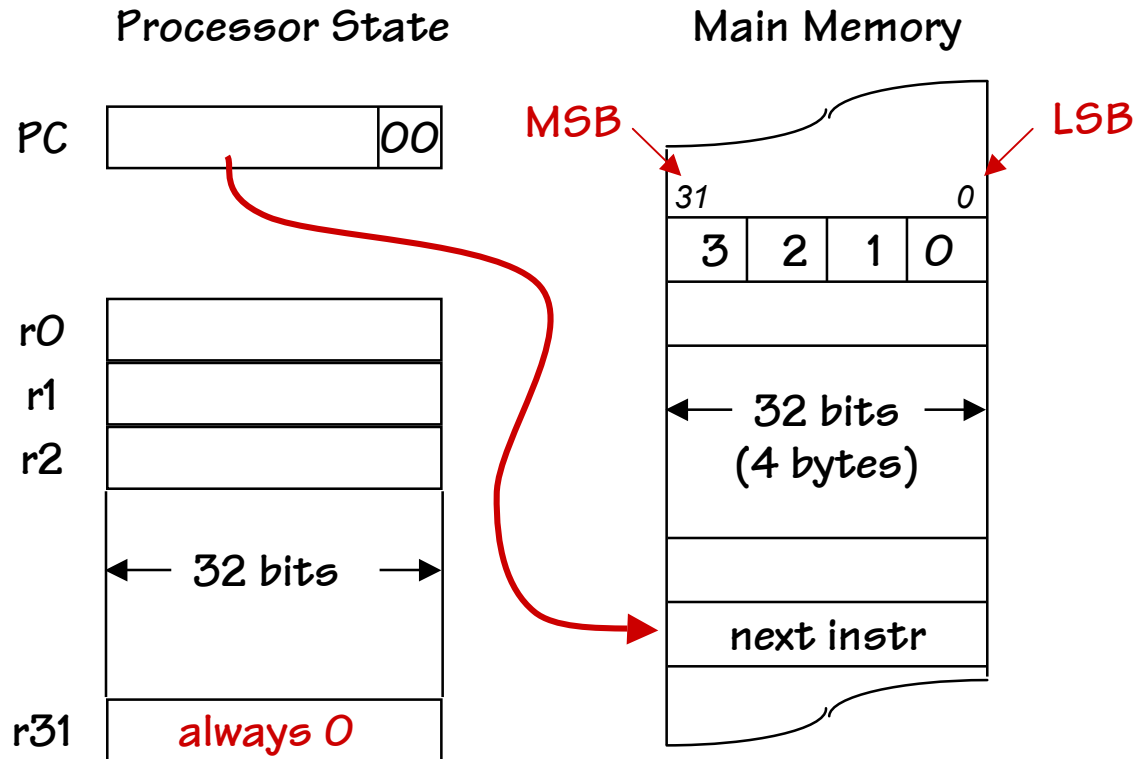 Processor State
PC
00
r0
r1
r2
32 bits
r31
always 0
Main Memory
MSB
LSB
31 0
3 2 1 0
32 bits
(4 bytes)
next instr